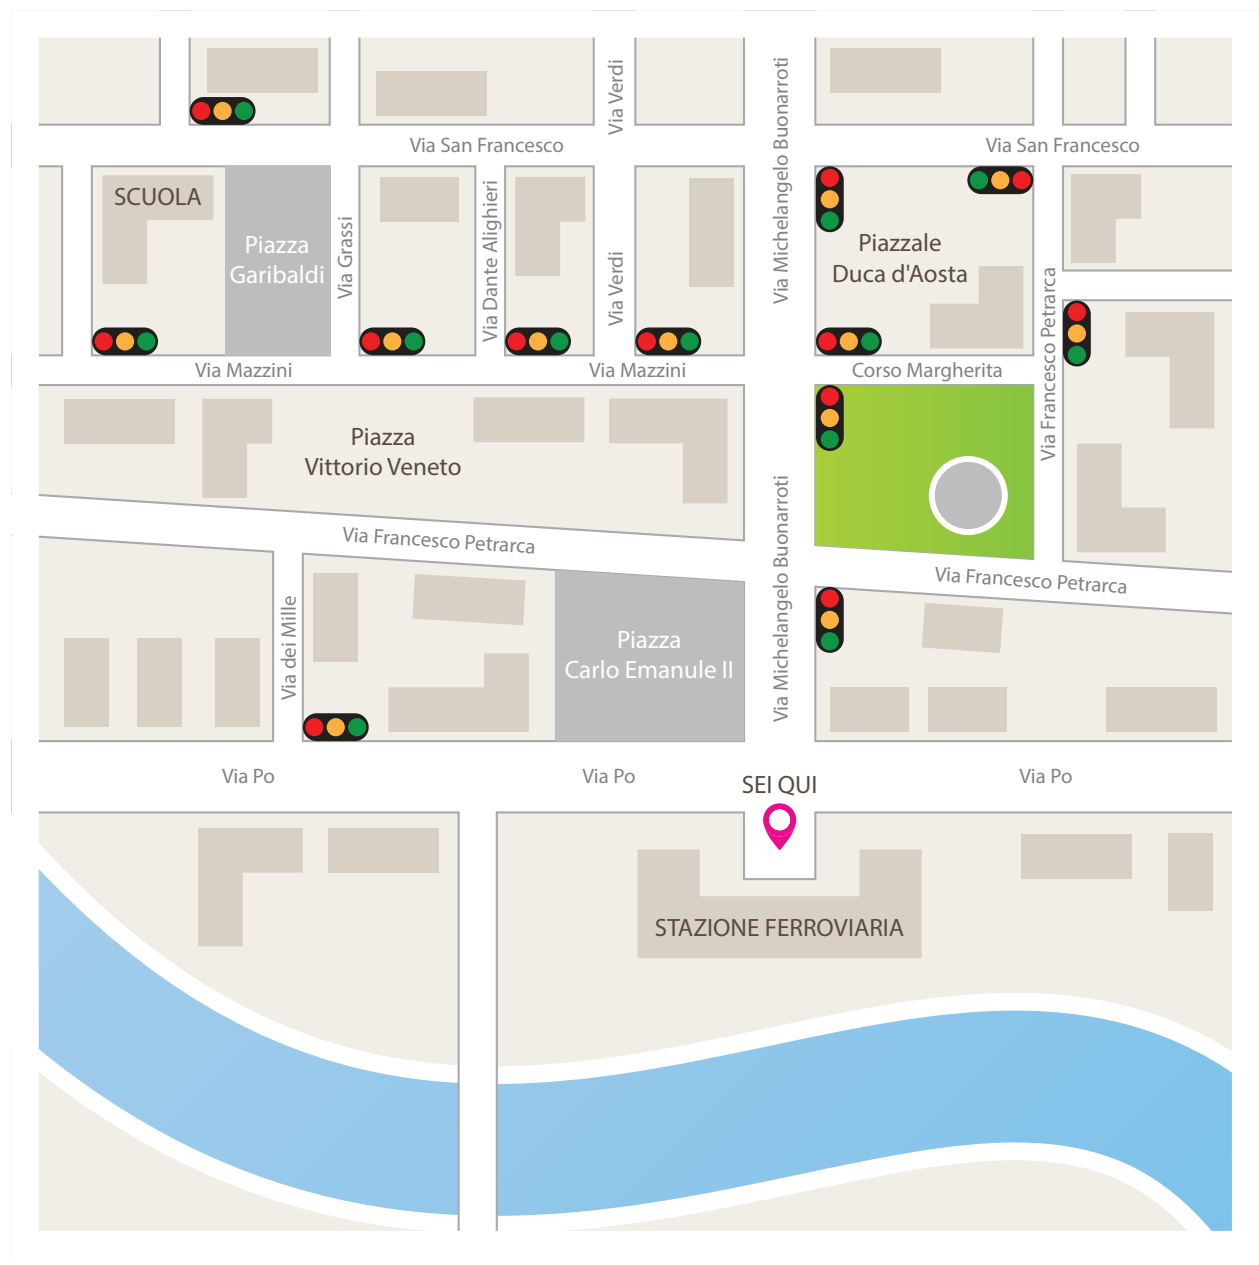 Via Verdi
Via Michelangelo Buonarroti
Via San Francesco
Via San Francesco
SCUOLA
Piazza
Garibaldi
Via Grassi
Via Dante Alighieri
Via Verdi
Piazzale
Duca d'Aosta
Via Francesco Petrarca
Via Mazzini
Via Mazzini
Corso Margherita
Piazza
Vittorio Veneto
Via Francesco Petrarca
Via Michelangelo Buonarroti
Via Francesco Petrarca
Via dei Mille
Piazza
Carlo Emanule II
Via Po
Via Po
Via Po
SEI QUI
STAZIONE FERROVIARIA